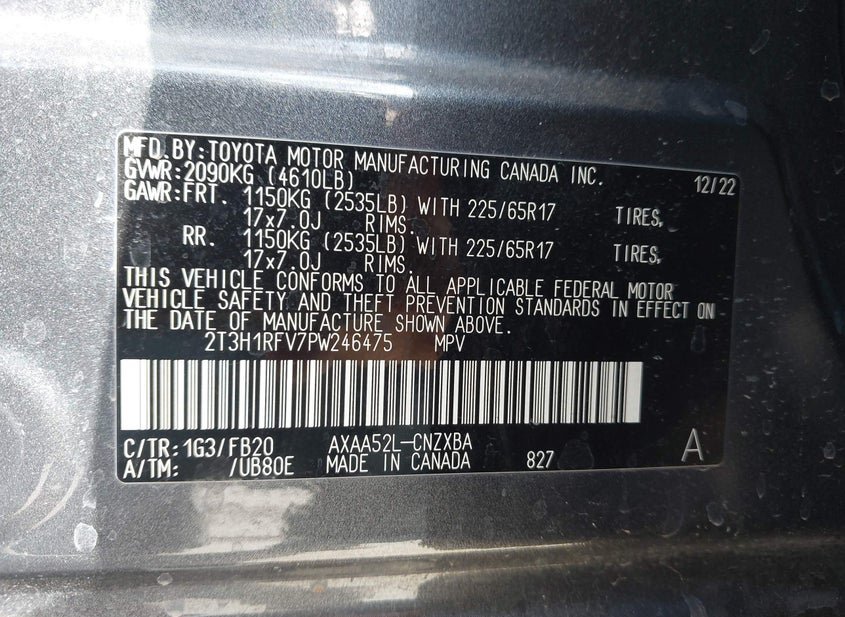 MFD.BY:TOYOTA MOTOR MANUFACTURING CANADA INC.
GVWR:2090KG (4610LB) 12/22
GAWR:FRT. 1150KG (2535LB) WITH 225/65R17 TIRES,
17x7.0J RIMS.
RR. 1150KG (2535LB) WITH 225/65R17 TIRES,
17x7.0J RIMS.
THIS VEHICLE CONFORMS TO ALL APPLICABLE FEDERAL MOTOR
VEHICLE SAFETY AND THEFT PREVENTION STANDARDS IN EFFECT ON
THE DATE OF MANUFACTURE SHOWN ABOVE.
2T3H1RFV7PW246475 MPV
C/TR:1G3/FB20 AXAA52L-CNZXBA
A/TM: /UB80E MADE IN CANADA 827 A